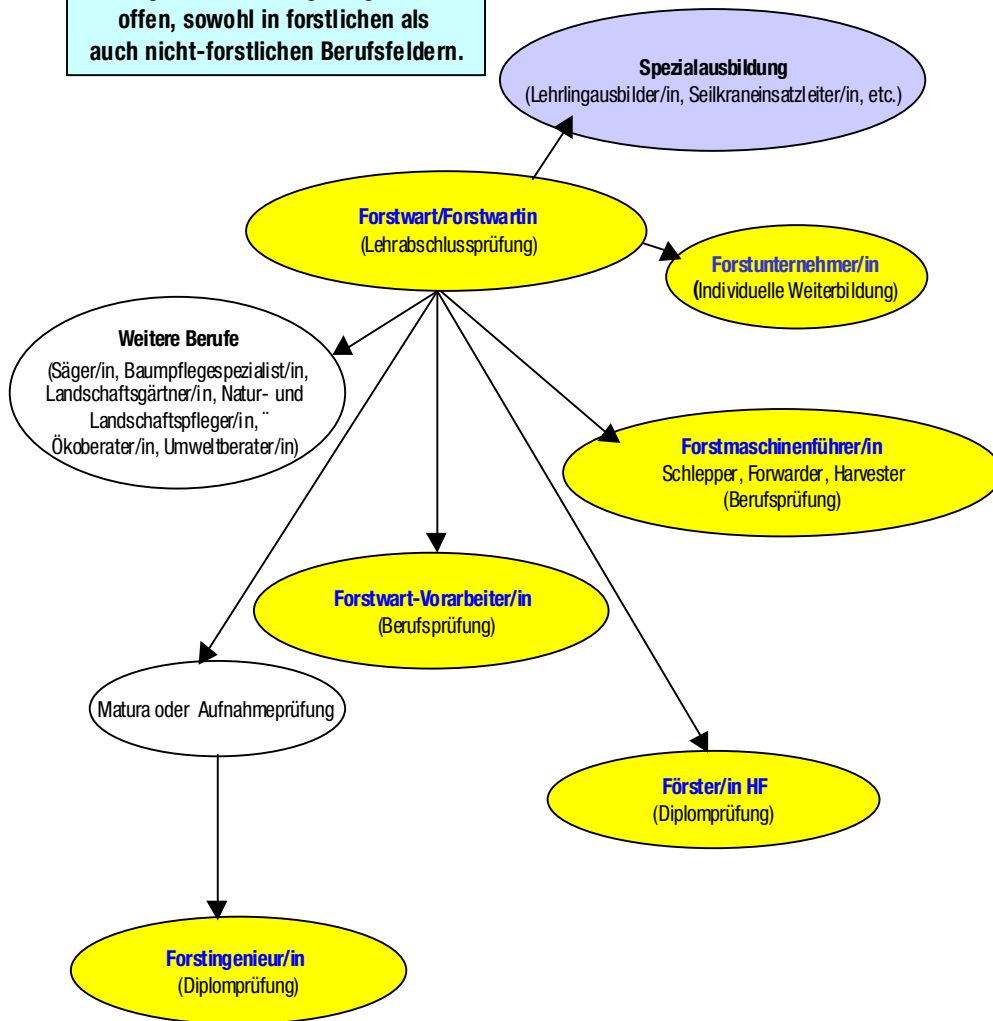 offen, sowohl in forstlichen als
auch nicht-forstlichen Berufsfeldern.
Spezialausbildung
(Lehrlingausbilder/in, Seilkraneinsatzleiter/in, etc.)
Forstwart/Forstwartin
(Lehrabschlussprüfung)
Forstunternehmer/in
(Individuelle Weiterbildung)
Weitere Berufe
(Säger/in, Baumpflegespezialist/in,
Landschaftsgärtner/in, Natur- und
Landschaftspfleger/in, ¨
Ökoberater/in, Umweltberater/in)
Forstmaschinenführer/in
Schlepper, Forwarder, Harvester
(Berufsprüfung)
Forstwart-Vorarbeiter/in
(Berufsprüfung)
Matura oder Aufnahmeprüfung
Förster/in HF
(Diplomprüfung)
Forstingenieur/in
(Diplomprüfung)